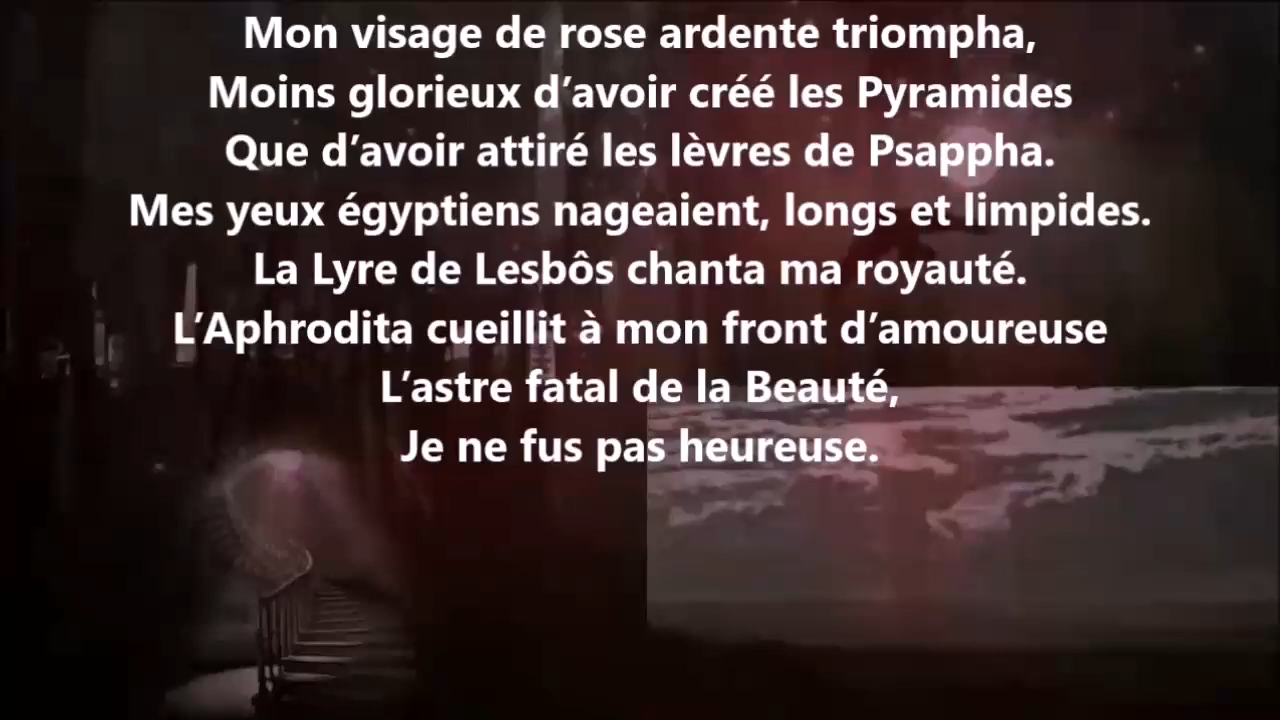 Mon visage de rose ardente triompha,
Moins glorieux d’avoir créé les Pyramides
Que d’avoir attiré les lèvres de Psappha.
Mes yeux égyptiens nageaient, longs et limpides.
La Lyre de Lesbôs chanta ma royauté.
L’Aphrodita cueillit à mon front d’amoureuse
L’astre fatal de la Beauté,
Je ne fus pas heureuse.